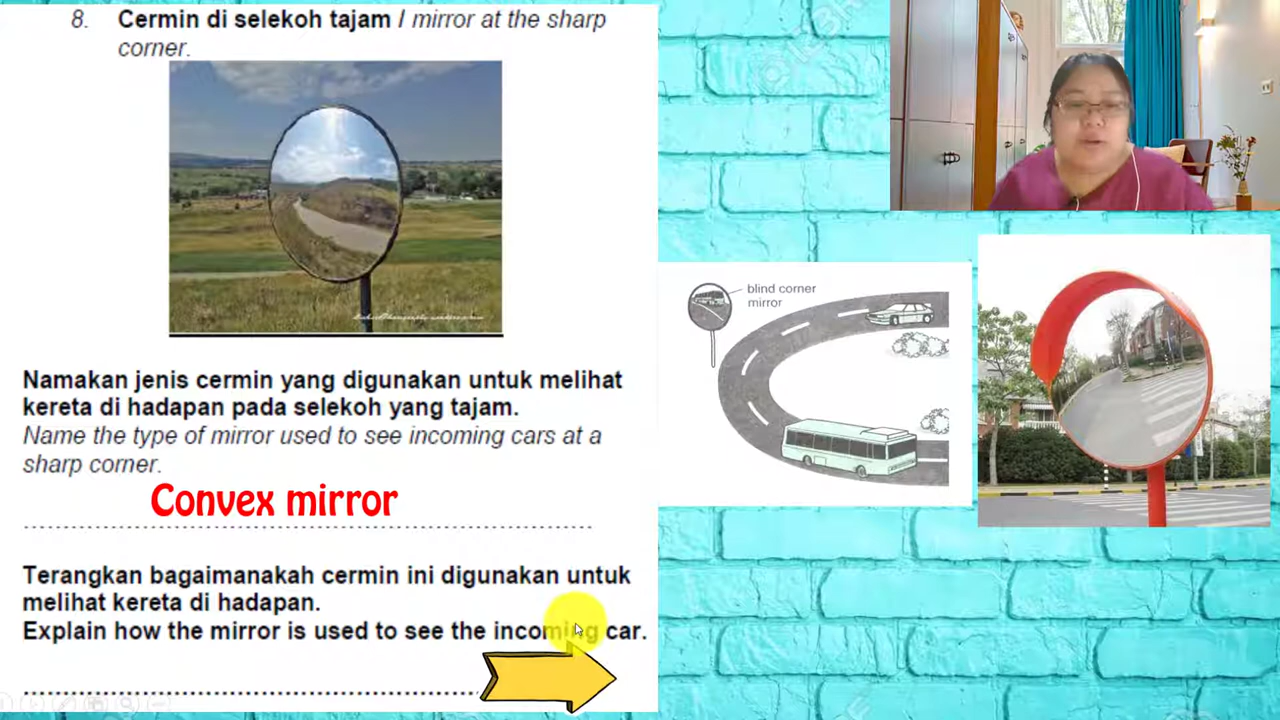 8. Cermin di selekoh tajam / mirror at the sharp
corner.
Namakan jenis cermin yang digunakan untuk melihat
kereta di hadapan pada selekoh yang tajam.
Name the type of mirror used to see incoming cars at a
sharp corner.
Convex mirror
Terangkan bagaimanakah cermin ini digunakan untuk
melihat kereta di hadapan.
Explain how the mirror is used to see the incoming car.
blind corner
mirror